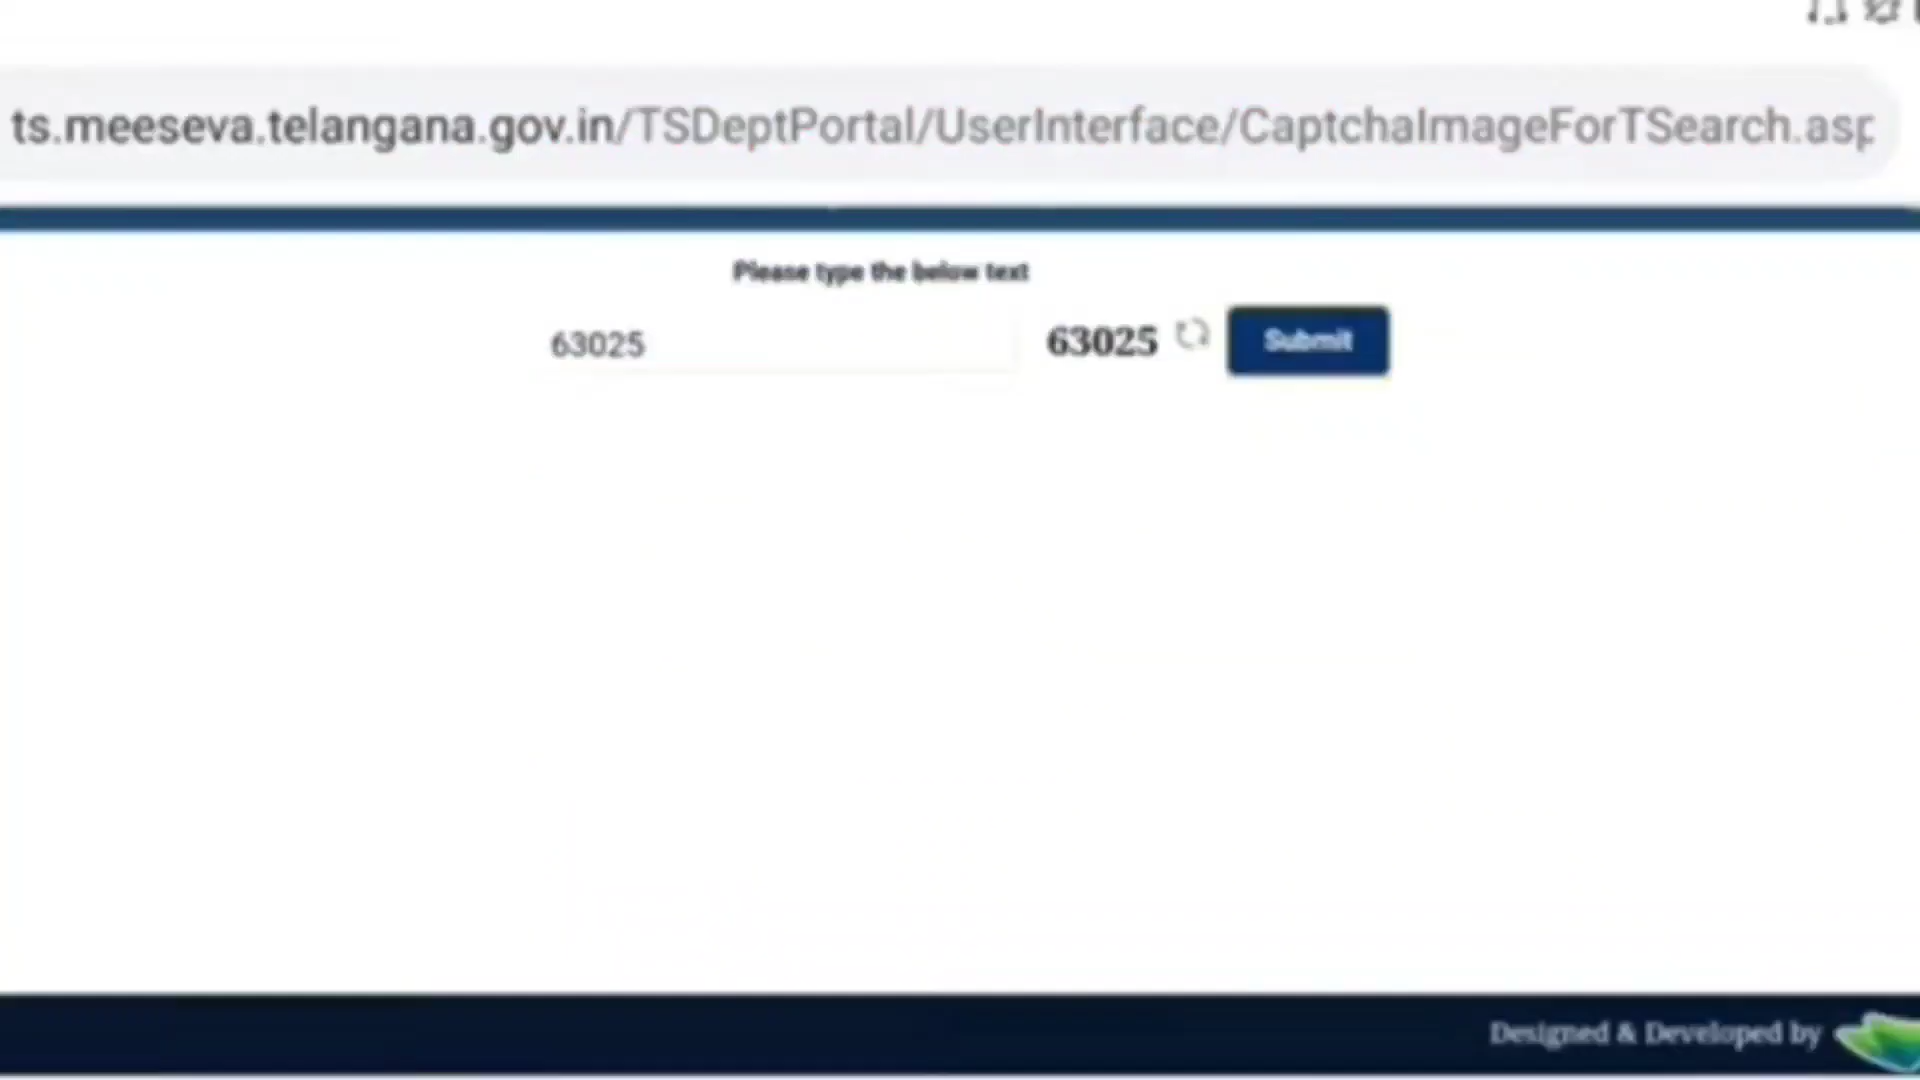 ts.meeseva.telangana.gov.in/TSDeptPortal/UserInterface/CaptchaImageForTSearch.asp
Please type the below text
63025 63025 Submit
Designed & Developed by